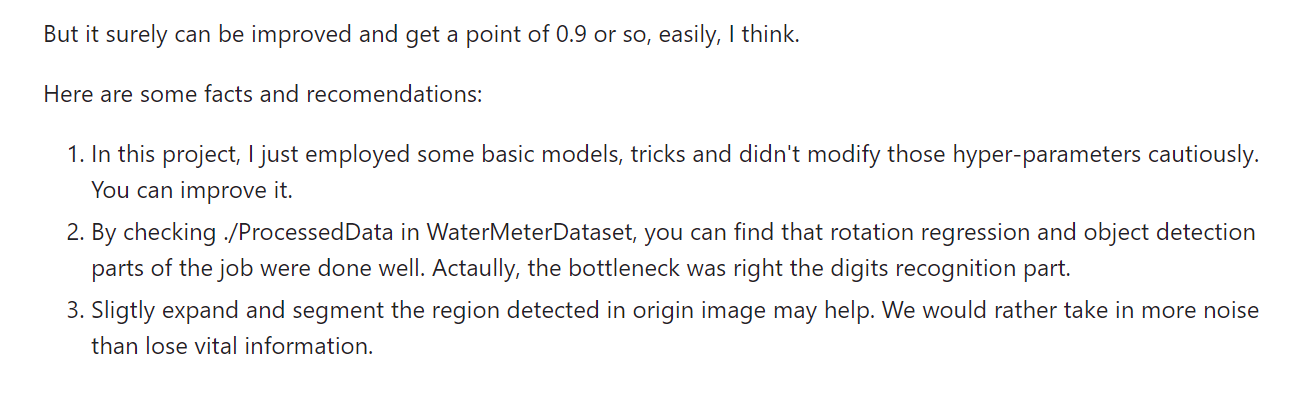 But it surely can be improved and get a point of 0.9 or so, easily, I think.
Here are some facts and recomendations:
1. In this project, I just employed some basic models, tricks and didn't modify those hyper-parameters cautiously.
You can improve it.
2. By checking ./ProcessedData in WaterMeterDataset, you can find that rotation regression and object detection
parts of the job were done well. Actaully, the bottleneck was right the digits recognition part.
3. Sligtly expand and segment the region detected in origin image may help. We would rather take in more noise
than lose vital information.